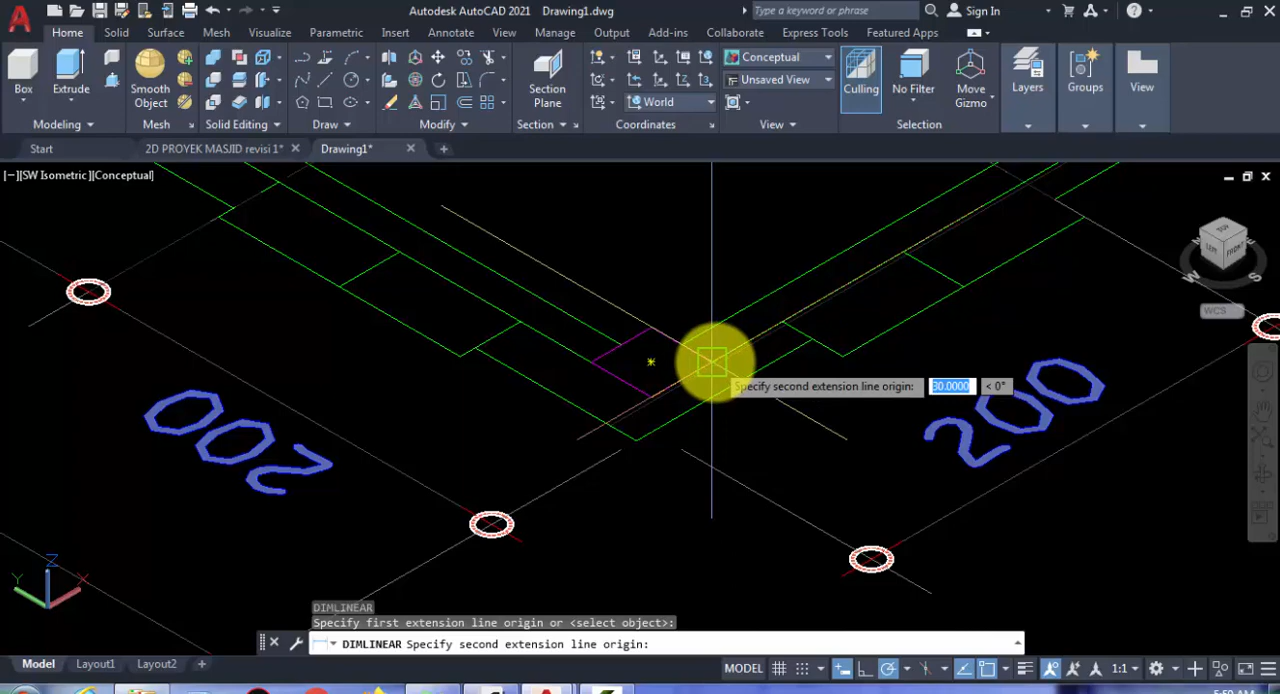 Autodesk AutoCAD 2021 Drawing1.dwg
Type a keyword or phrase
Sign In
Home Solid Surface Mesh Visualize Parametric Insert Annotate View Manage Output Add-ins Collaborate Express Tools Featured Apps
Box
Extrude
Smooth Object
Section Plane
World
Conceptual
Unsaved View
Culling
No Filter
Move Gizmo
Layers
Groups
View
Modeling
Mesh
Solid Editing
Draw
Modify
Section
Coordinates
View
Selection
Start
2D PROYEK MASJID revisi 1*
Drawing1*
[−][SW Isometric][Conceptual]
TOP
LEFT
FRONT
W
S
WCS
200
200
Specify second extension line origin: 30.0000 < 0°
Z
Y
X
DIMLINEAR
Specify first extension line origin or <select object>:
DIMLINEAR Specify second extension line origin:
Model Layout1 Layout2
MODEL
1:1